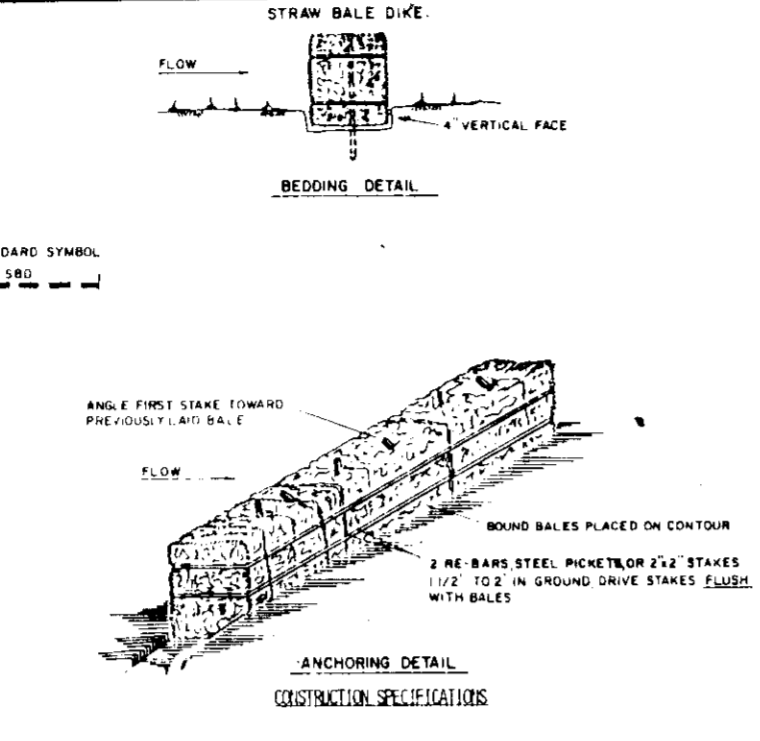 STRAW BALE DIKE.
FLOW
4" VERTICAL FACE
BEDDING DETAIL
DARD SYMBOL
SBD
ANGLE FIRST STAKE TOWARD
PREVIOUSLY LAID BALE
FLOW
BOUND BALES PLACED ON CONTOUR
2 RE-BARS, STEEL PICKETS, OR 2"x2" STAKES
1 1/2' TO 2' IN GROUND DRIVE STAKES FLUSH
WITH BALES
ANCHORING DETAIL
CONSTRUCTION SPECIFICATIONS